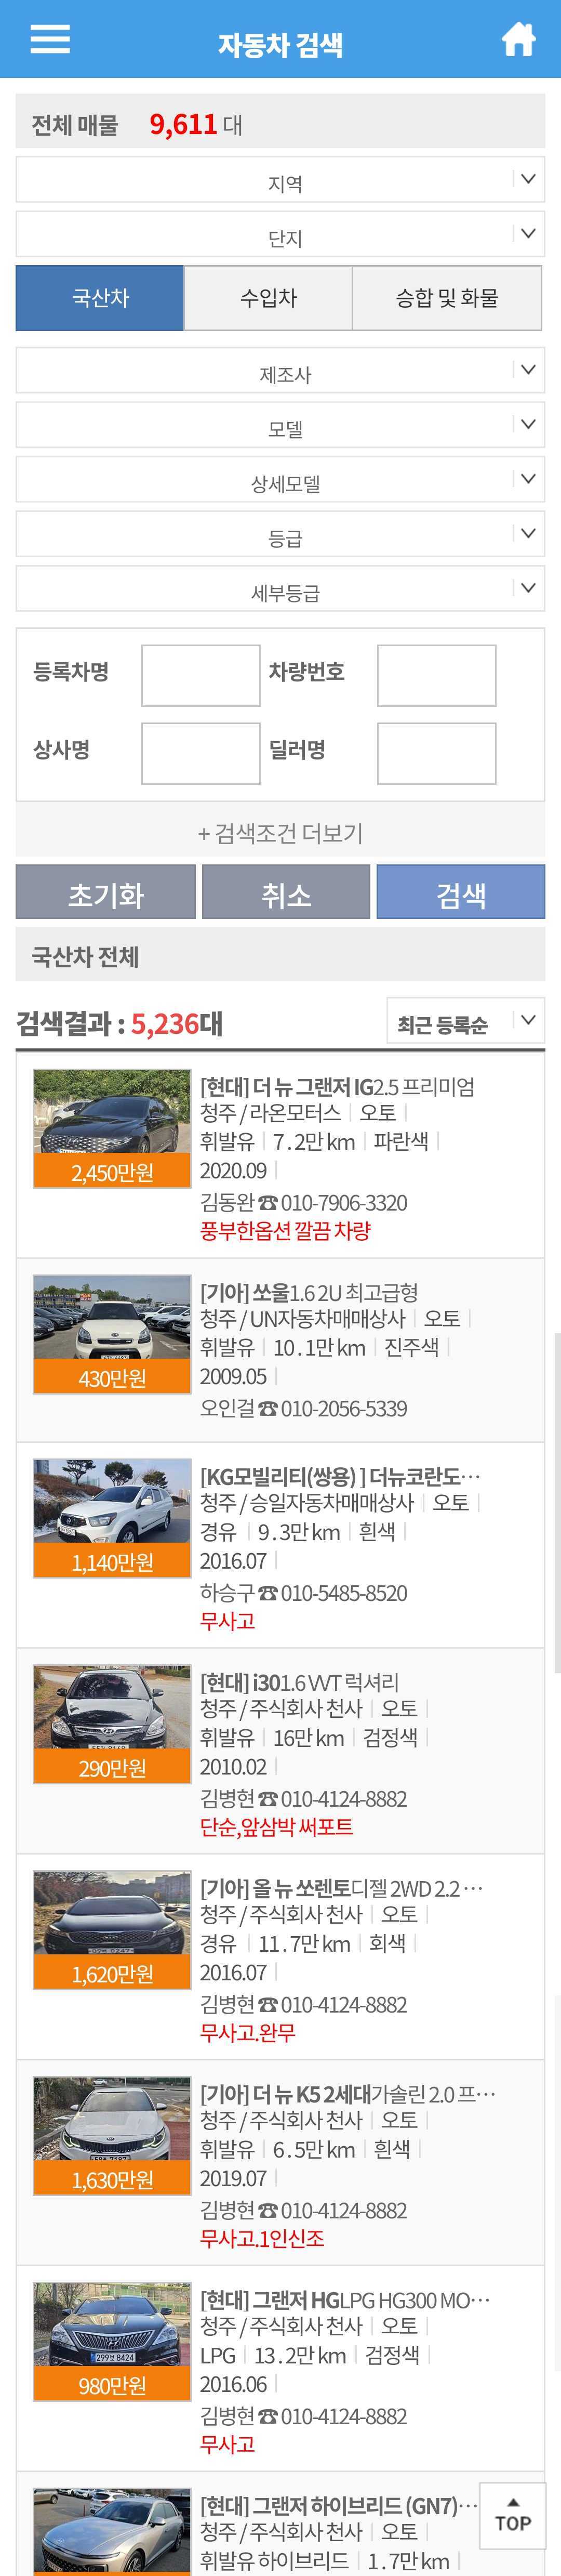 자동차 검색
전체 매물 9,611 대
지역
단지
국산차 수입차 승합 및 화물
제조사
모델
상세모델
등급
세부등급
등록차명 차량번호
상사명 딜러명
+ 검색조건 더보기
초기화 취소 검색
국산차 전체
검색결과 : 5,236대 최근 등록순
[현대] 더 뉴 그랜저 IG2.5 프리미엄
청주 / 라온모터스 | 오토 |
휘발유 | 7.2만 km | 파란색 |
2020.09 |
2,450만원
김동완 ☎ 010-7906-3320
풍부한옵션 깔끔 차량
[기아] 쏘울1.6 2U 최고급형
청주 / UN자동차매매상사 | 오토 |
휘발유 | 10.1만 km | 진주색 |
2009.05 |
430만원
오인걸 ☎ 010-2056-5339
[KG모빌리티(쌍용) ] 더뉴코란도…
청주 / 승일자동차매매상사 | 오토 |
경유 | 9.3만 km | 흰색 |
2016.07 |
1,140만원
하승구 ☎ 010-5485-8520
무사고
[현대] i301.6 VVT 럭셔리
청주 / 주식회사 천사 | 오토 |
휘발유 | 16만 km | 검정색 |
2010.02 |
290만원
김병현 ☎ 010-4124-8882
단순,앞삼박 써포트
[기아] 올 뉴 쏘렌토디젤 2WD 2.2 …
청주 / 주식회사 천사 | 오토 |
경유 | 11.7만 km | 회색 |
2016.07 |
1,620만원
김병현 ☎ 010-4124-8882
무사고.완무
[기아] 더 뉴 K5 2세대가솔린 2.0 프…
청주 / 주식회사 천사 | 오토 |
휘발유 | 6.5만 km | 흰색 |
2019.07 |
1,630만원
김병현 ☎ 010-4124-8882
무사고.1인신조
[현대] 그랜저 HGLPG HG300 MO…
청주 / 주식회사 천사 | 오토 |
LPG | 13.2만 km | 검정색 |
2016.06 |
980만원
김병현 ☎ 010-4124-8882
무사고
[현대] 그랜저 하이브리드 (GN7)…
청주 / 주식회사 천사 | 오토 |
TOP
휘발유 하이브리드 | 1.7만 km |